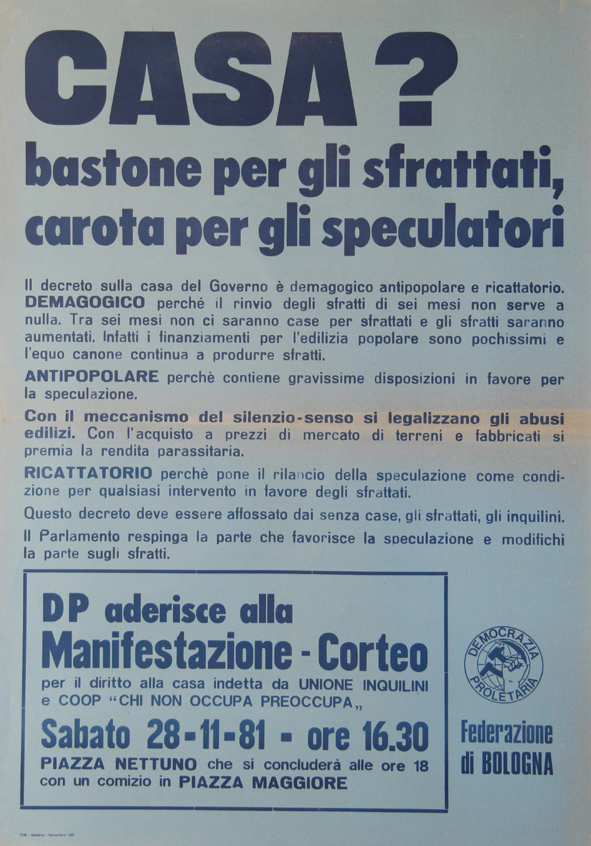 CASA?
bastone per gli sfrattati,
carota per gli speculatori
Il decreto sulla casa del Governo è demagogico antipopolare e ricattatorio.
DEMAGOGICO perché il rinvio degli sfratti di sei mesi non serve a
nulla. Tra sei mesi non ci saranno case per sfrattati e gli sfratti saranno
aumentati. Infatti i finanziamenti per l'edilizia popolare sono pochissimi e
l'equo canone continua a produrre sfratti.
ANTIPOPOLARE perchè contiene gravissime disposizioni in favore per
la speculazione.
Con il meccanismo del silenzio-senso si legalizzano gli abusi
edilizi. Con l'acquisto a prezzi di mercato di terreni e fabbricati si
premia la rendita parassitaria.
RICATTATORIO perchè pone il rilancio della speculazione come condi-
zione per qualsiasi intervento in favore degli sfrattati.
Questo decreto deve essere affossato dai senza case, gli sfrattati, gli inquilini.
Il Parlamento respinga la parte che favorisce la speculazione e modifichi
la parte sugli sfratti.
DP aderisce alla
Manifestazione - Corteo
per il diritto alla casa indetta da UNIONE INQUILINI
e COOP "CHI NON OCCUPA PREOCCUPA„
Sabato 28-11-81 - ore 16.30
PIAZZA NETTUNO che si concluderà alle ore 18
con un comizio in PIAZZA MAGGIORE
DEMOCRAZIA
PROLETARIA
Federazione
di BOLOGNA